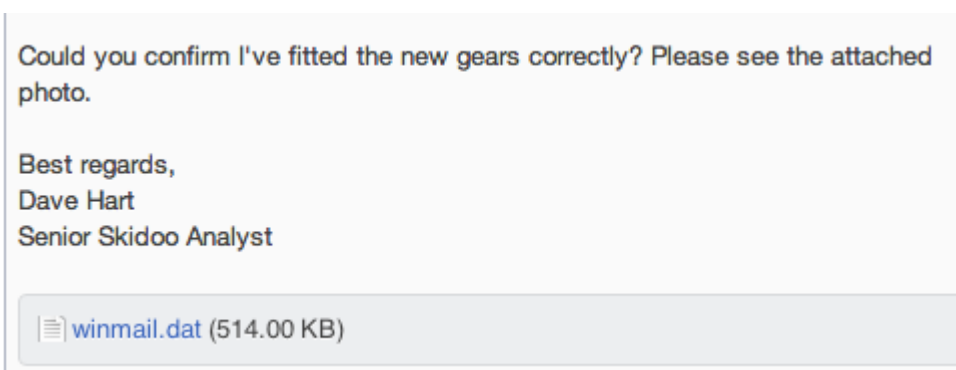 Could you confirm I've fitted the new gears correctly? Please see the attached
photo.
Best regards,
Dave Hart
Senior Skidoo Analyst
winmail.dat (514.00 KB)